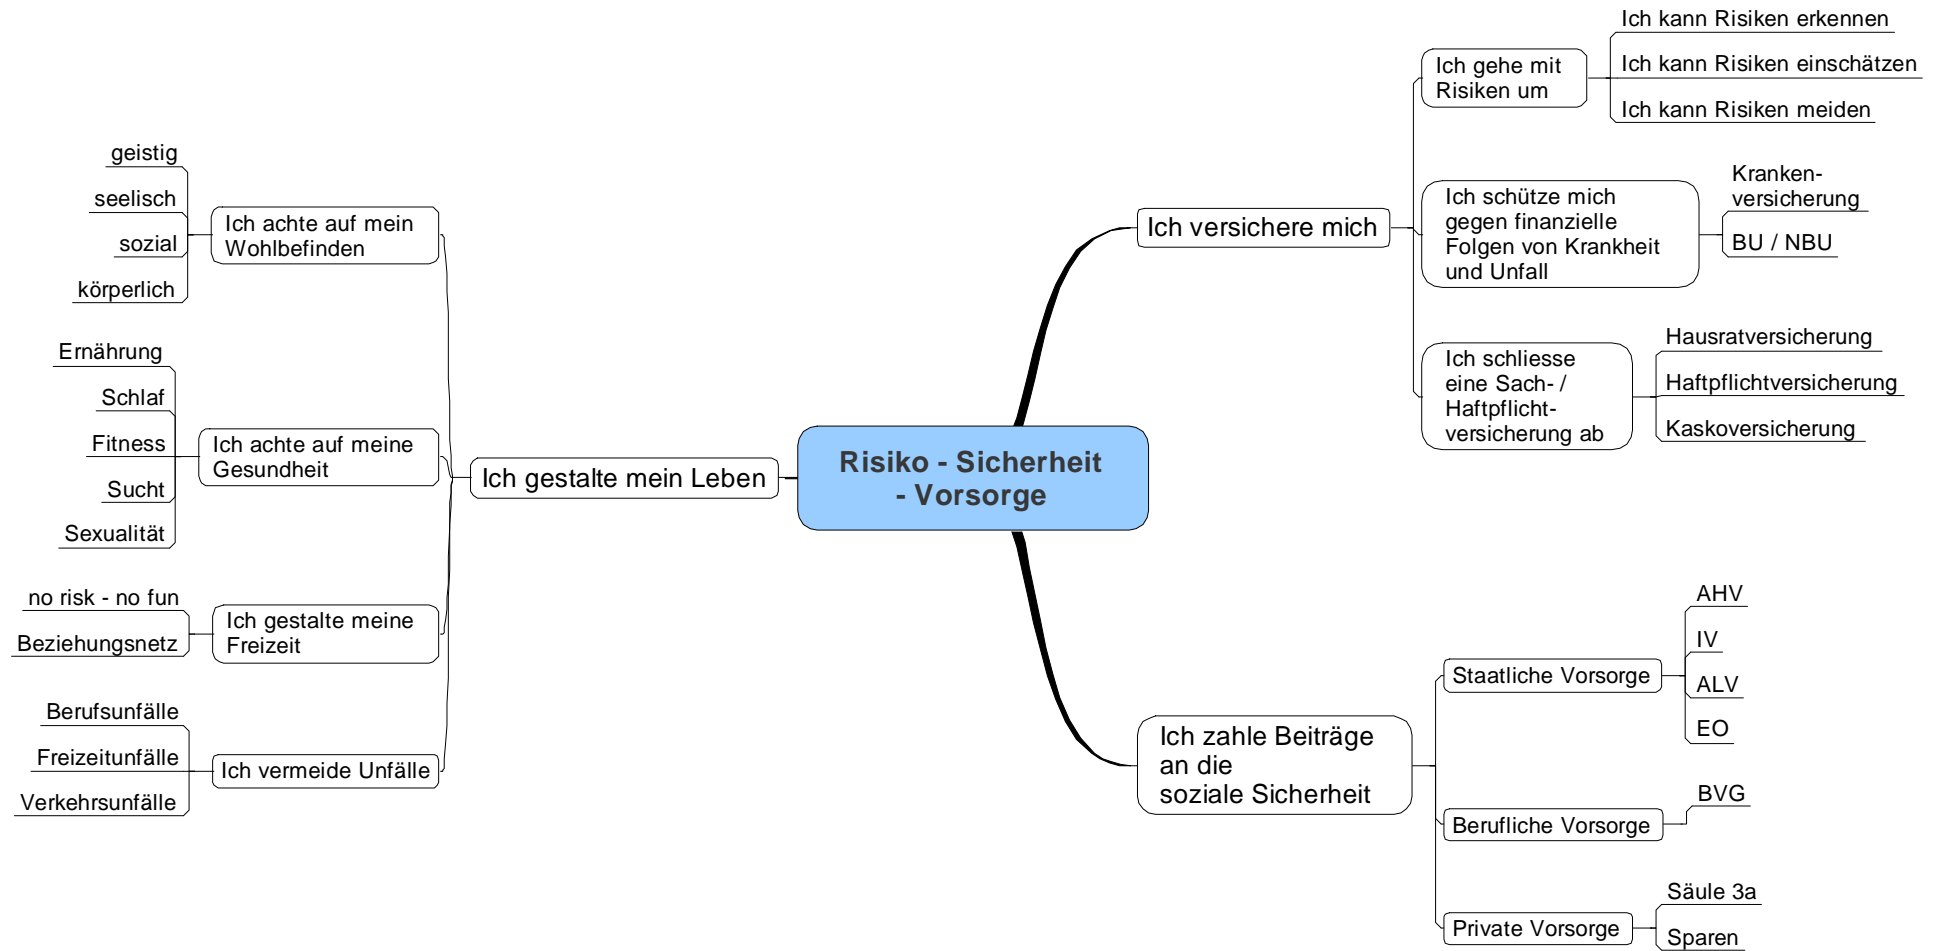 Risiko - Sicherheit
- Vorsorge
Ich versichere mich
Ich gehe mit
Risiken um
Ich kann Risiken erkennen
Ich kann Risiken einschätzen
Ich kann Risiken meiden
Ich schütze mich
gegen finanzielle
Folgen von Krankheit
und Unfall
Kranken-
versicherung
BU / NBU
Ich schliesse
eine Sach- /
Haftpflicht-
versicherung ab
Hausratversicherung
Haftpflichtversicherung
Kaskoversicherung
Ich zahle Beiträge
an die
soziale Sicherheit
Staatliche Vorsorge
AHV
IV
ALV
EO
Berufliche Vorsorge
BVG
Private Vorsorge
Säule 3a
Sparen
Ich gestalte mein Leben
Ich achte auf mein
Wohlbefinden
geistig
seelisch
sozial
körperlich
Ich achte auf meine
Gesundheit
Ernährung
Schlaf
Fitness
Sucht
Sexualität
Ich gestalte meine
Freizeit
no risk - no fun
Beziehungsnetz
Ich vermeide Unfälle
Berufsunfälle
Freizeitunfälle
Verkehrsunfälle